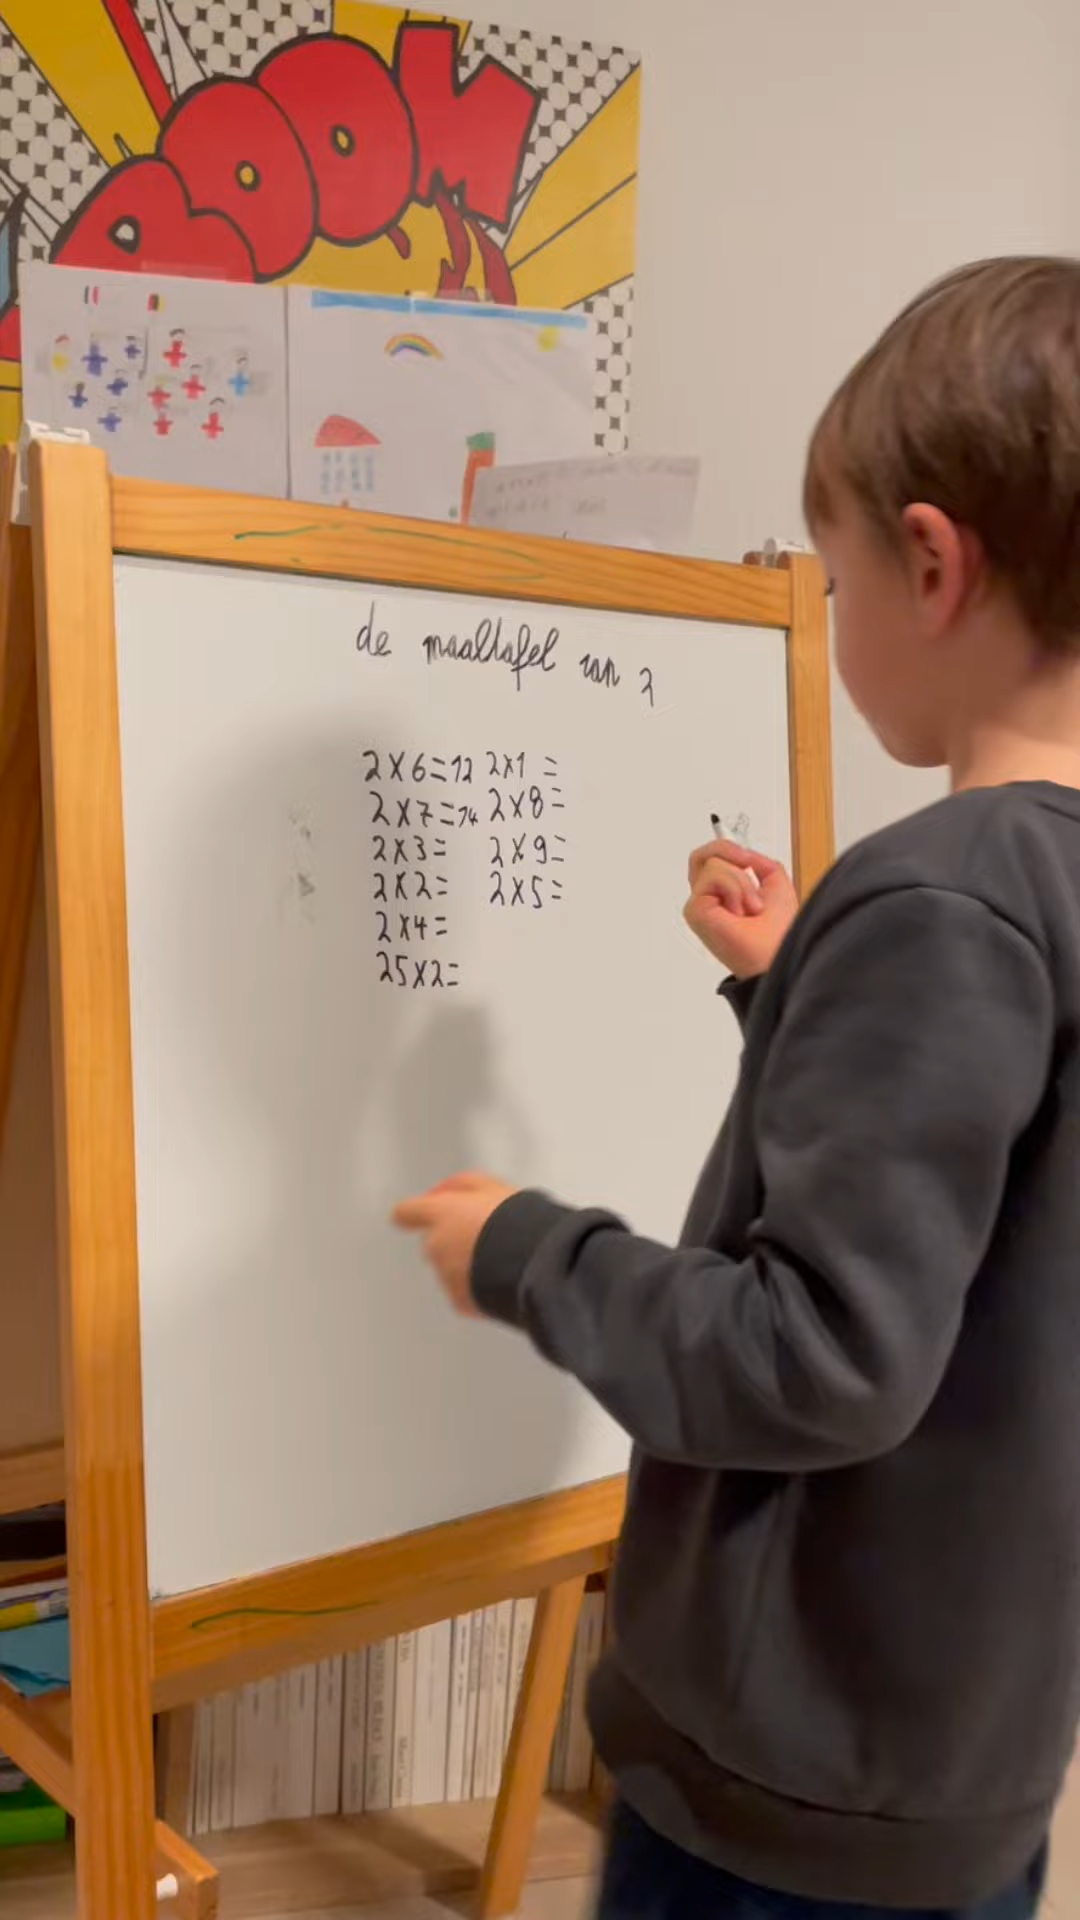 BOOM
de maaltafel van 2
2x6=12 2x1 =
2x7=14 2x8=
2x3= 2x9=
2x2= 2x5=
2x4=
25x2=